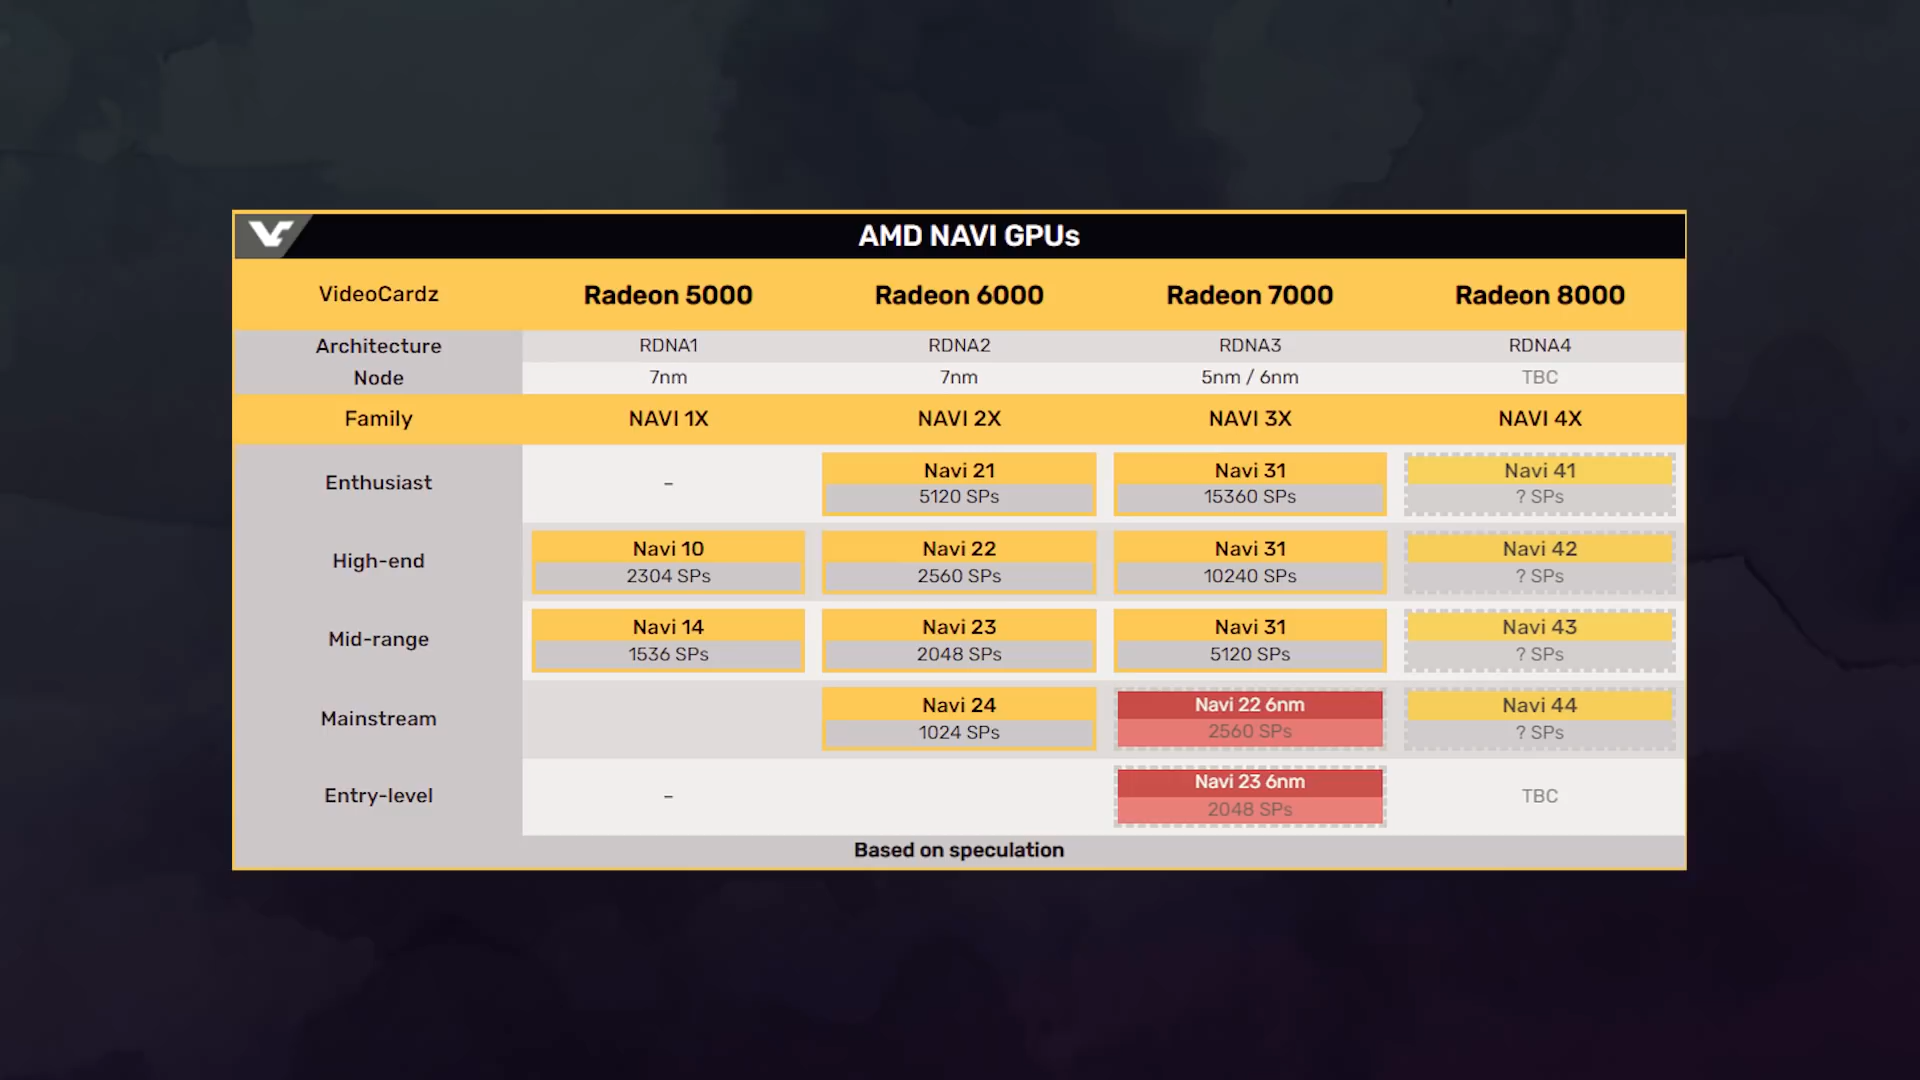 AMD NAVI GPUs
VideoCardz Radeon 5000 Radeon 6000 Radeon 7000 Radeon 8000
Architecture RDNA1 RDNA2 RDNA3 RDNA4
Node 7nm 7nm 5nm / 6nm TBC
Family NAVI 1X NAVI 2X NAVI 3X NAVI 4X
Enthusiast – Navi 21 5120 SPs Navi 31 15360 SPs Navi 41 ? SPs
High-end Navi 10 2304 SPs Navi 22 2560 SPs Navi 31 10240 SPs Navi 42 ? SPs
Mid-range Navi 14 1536 SPs Navi 23 2048 SPs Navi 31 5120 SPs Navi 43 ? SPs
Mainstream Navi 24 1024 SPs Navi 22 6nm 2560 SPs Navi 44 ? SPs
Entry-level – Navi 23 6nm 2048 SPs TBC
Based on speculation